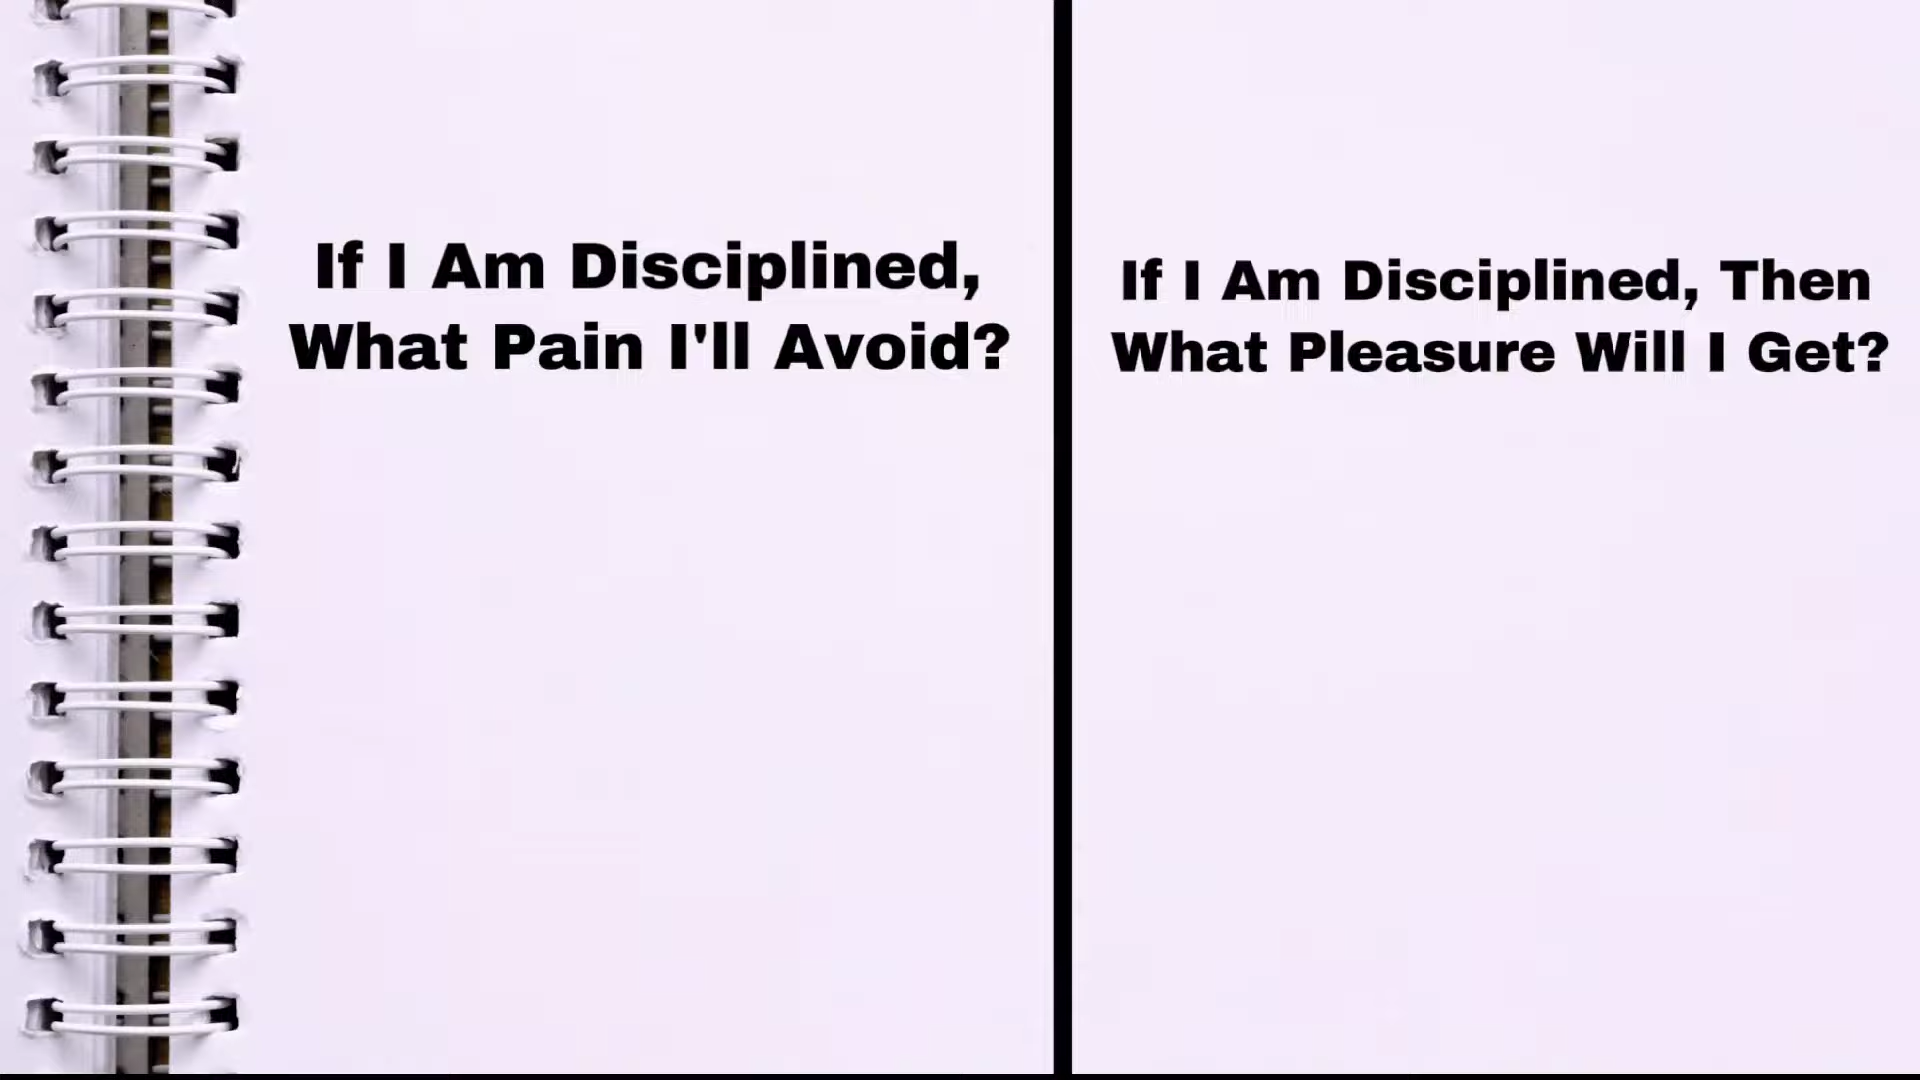 If I Am Disciplined,
What Pain I'll Avoid?
If I Am Disciplined, Then
What Pleasure Will I Get?